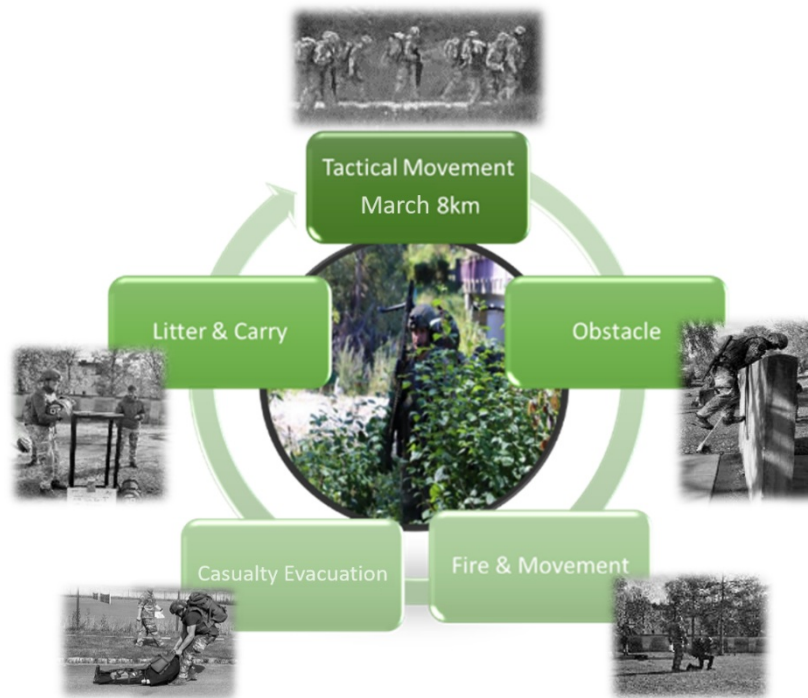 Tactical Movement
March 8km
Obstacle
Fire & Movement
Casualty Evacuation
Litter & Carry